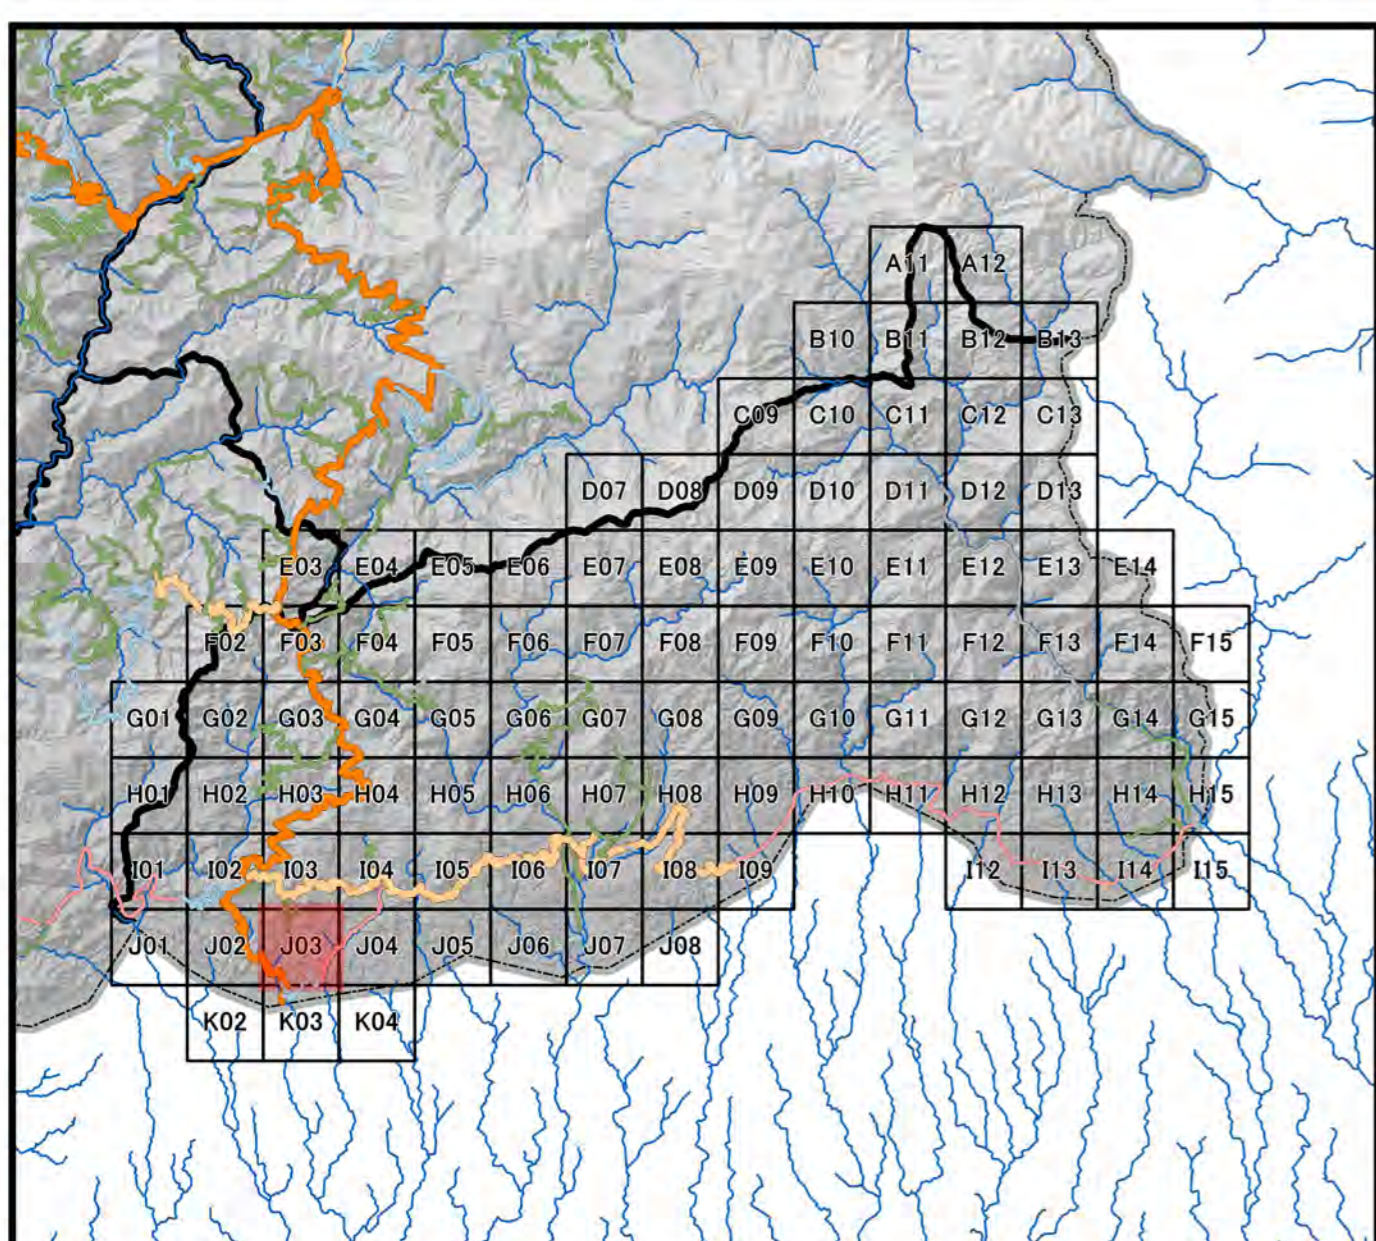 A11 A12
B10 B11 B12 B13
C09 C10 C11 C12 C13
D07 D08 D09 D10 D11 D12 D13
E03 E04 E05 E06 E07 E08 E09 E10 E11 E12 E13 E14
F02 F03 F04 F05 F06 F07 F08 F09 F10 F11 F12 F13 F14 F15
G01 G02 G03 G04 G05 G06 G07 G08 G09 G10 G11 G12 G13 G14 G15
H01 H02 H03 H04 H05 H06 H07 H08 H09 H10 H11 H12 H13 H14 H15
I01 I02 I03 I04 I05 I06 I07 I08 I09 I12 I13 I14 I15
J01 J02 J03 J04 J05 J06 J07 J08
K02 K03 K04